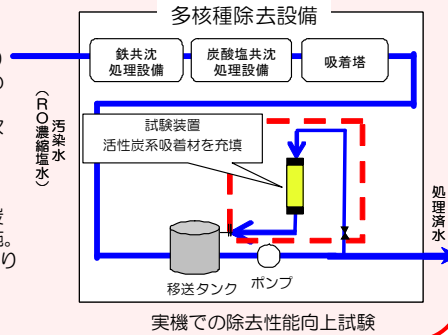 多核種除去設備
鉄共沈
処理設備
炭酸塩共沈
処理設備
吸着塔
汚染水
（ＲＯ濃縮塩水）
試験装置
活性炭系吸着材を充填
処理済水
移送タンク
ポンプ
実機での除去性能向上試験
り
の
。
り